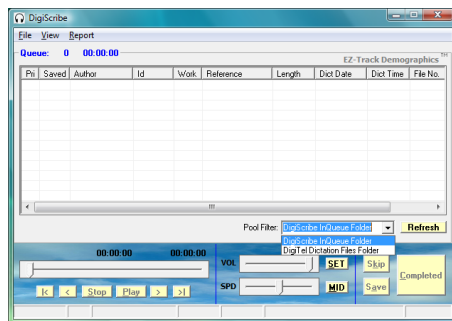 DigiScribe
File View Report
Queue: 0 00:00:00
EZ-Track Demographics
Pri Saved Author Id Work Reference Length Dict Date Dict Time File No.
Pool Filter: DigiScribe InQueue Folder Refresh
DigiScribe InQueue Folder
DigiTel Dictation Files Folder
00:00:00 00:00:00 VOL SET Skip Completed
|< < Stop Play > >| SPD MID Save